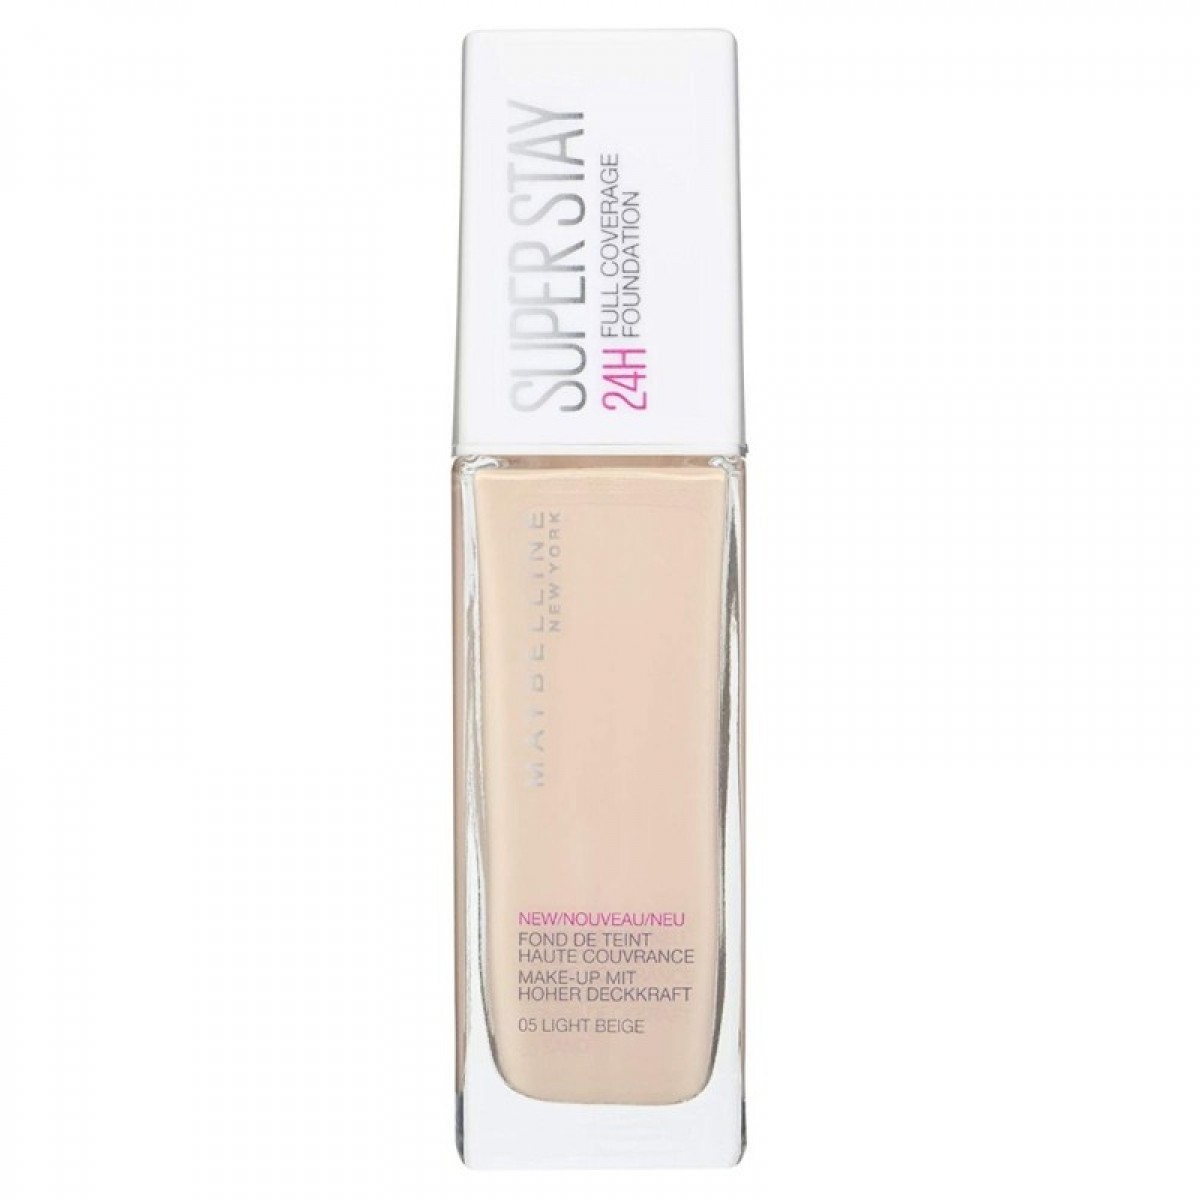 SUPER STAY
24H
FULL COVERAGE
FOUNDATION
MAYBELLINE
NEW YORK
NEW/NOUVEAU/NEU
FOND DE TEINT
HAUTE COUVRANCE
MAKE-UP MIT
HOHER DECKKRAFT
05 LIGHT BEIGE